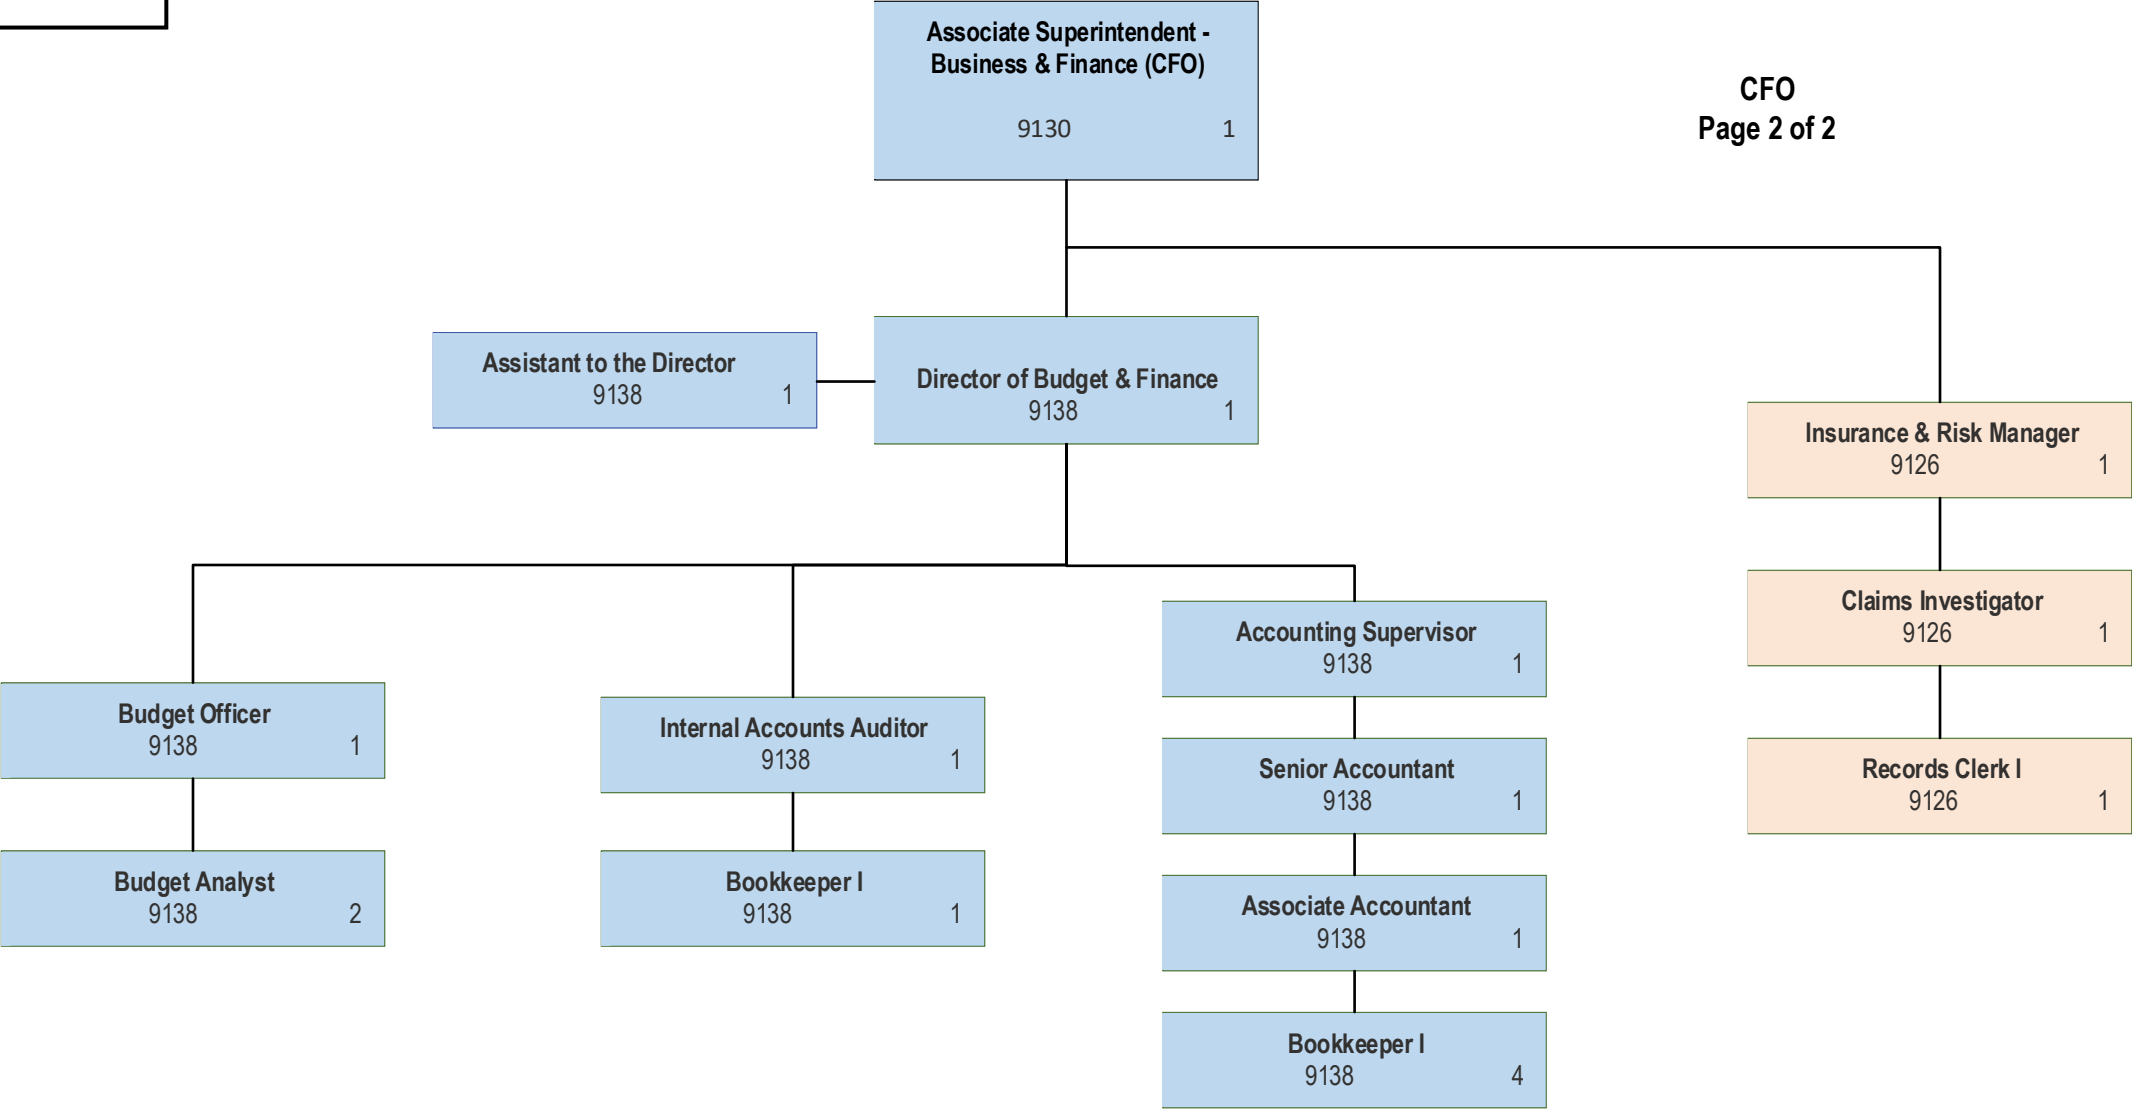 Associate Superintendent -
Business & Finance (CFO)
9130 1
CFO
Page 2 of 2
Assistant to the Director
9138 1
Director of Budget & Finance
9138 1
Insurance & Risk Manager
9126 1
Claims Investigator
9126 1
Records Clerk I
9126 1
Budget Officer
9138 1
Budget Analyst
9138 2
Internal Accounts Auditor
9138 1
Bookkeeper I
9138 1
Accounting Supervisor
9138 1
Senior Accountant
9138 1
Associate Accountant
9138 1
Bookkeeper I
9138 4